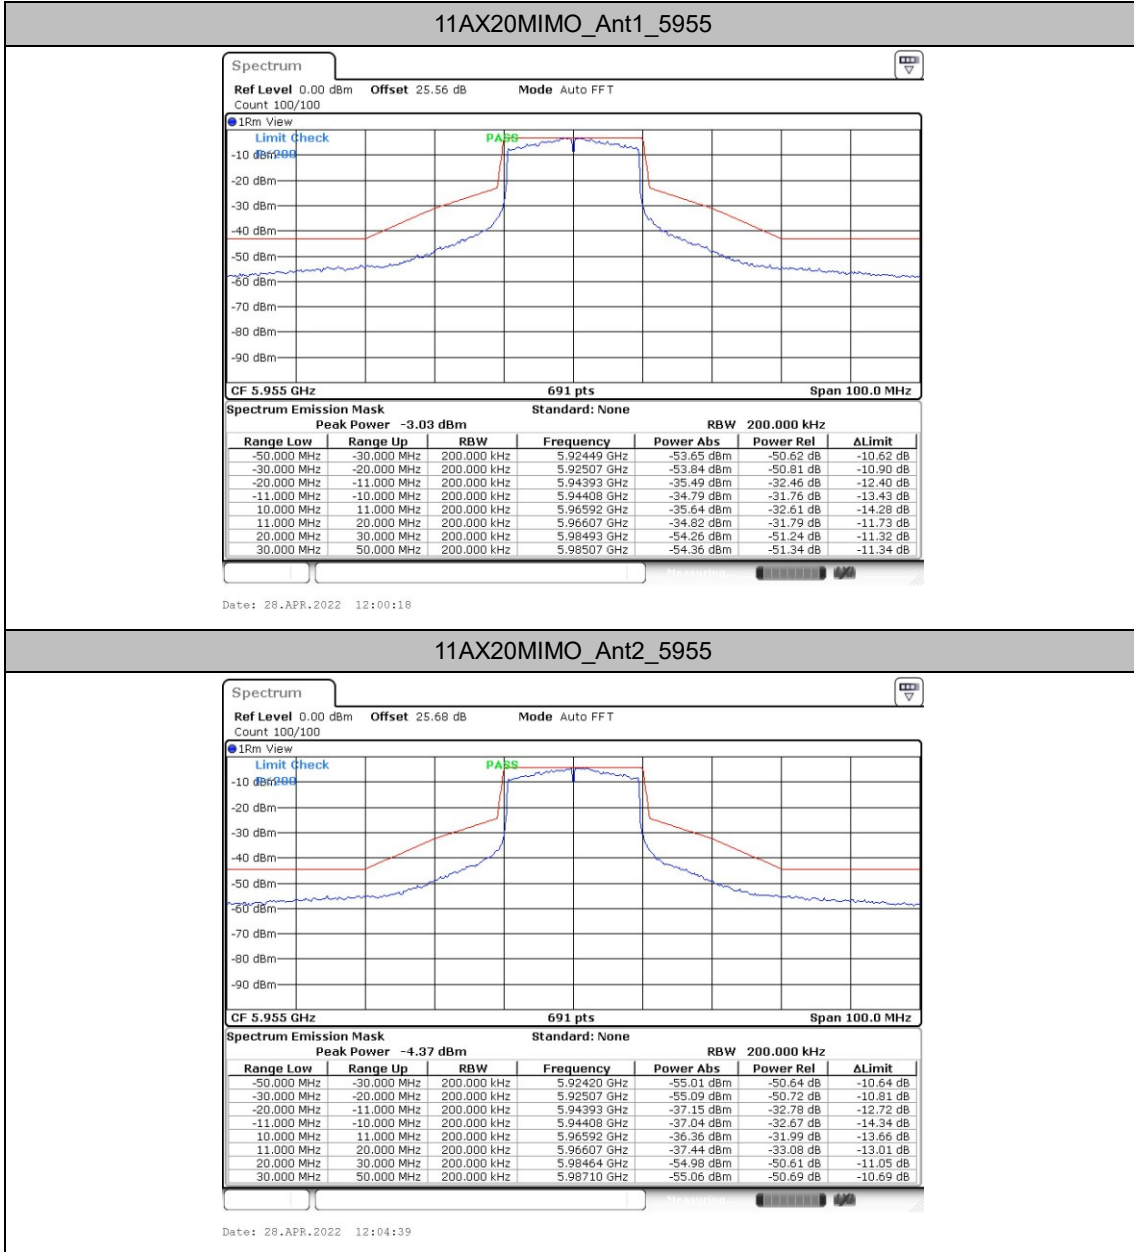 11AX20MIMO_Ant1_5955
Spectrum
Ref Level 0.00 dBm Offset 25.56 dB Mode Auto FFT
Count 100/100
1Rm View
Limit Check PASS
-10 dBm
-20 dBm
-30 dBm
-40 dBm
-50 dBm
-60 dBm
-70 dBm
-80 dBm
-90 dBm
CF 5.955 GHz 691 pts Span 100.0 MHz
Spectrum Emission Mask Standard: None
Peak Power -3.03 dBm RBW 200.000 kHz
Range Low Range Up RBW Frequency Power Abs Power Rel ΔLimit
-50.000 MHz -30.000 MHz 200.000 kHz 5.92449 GHz -53.65 dBm -50.62 dB -10.62 dB
-30.000 MHz -20.000 MHz 200.000 kHz 5.92507 GHz -53.84 dBm -50.81 dB -10.90 dB
-20.000 MHz -11.000 MHz 200.000 kHz 5.94393 GHz -35.49 dBm -32.46 dB -12.40 dB
-11.000 MHz -10.000 MHz 200.000 kHz 5.94408 GHz -34.79 dBm -31.76 dB -13.43 dB
10.000 MHz 11.000 MHz 200.000 kHz 5.96592 GHz -35.64 dBm -32.61 dB -14.28 dB
11.000 MHz 20.000 MHz 200.000 kHz 5.96607 GHz -34.82 dBm -31.79 dB -11.73 dB
20.000 MHz 30.000 MHz 200.000 kHz 5.98493 GHz -54.26 dBm -51.24 dB -11.32 dB
30.000 MHz 50.000 MHz 200.000 kHz 5.98507 GHz -54.36 dBm -51.34 dB -11.34 dB
Date: 28.APR.2022 12:00:18
11AX20MIMO_Ant2_5955
Spectrum
Ref Level 0.00 dBm Offset 25.68 dB Mode Auto FFT
Count 100/100
1Rm View
Limit Check PASS
-10 dBm
-20 dBm
-30 dBm
-40 dBm
-50 dBm
-60 dBm
-70 dBm
-80 dBm
-90 dBm
CF 5.955 GHz 691 pts Span 100.0 MHz
Spectrum Emission Mask Standard: None
Peak Power -4.37 dBm RBW 200.000 kHz
Range Low Range Up RBW Frequency Power Abs Power Rel ΔLimit
-50.000 MHz -30.000 MHz 200.000 kHz 5.92420 GHz -55.01 dBm -50.64 dB -10.64 dB
-30.000 MHz -20.000 MHz 200.000 kHz 5.92507 GHz -55.09 dBm -50.72 dB -10.81 dB
-20.000 MHz -11.000 MHz 200.000 kHz 5.94393 GHz -37.15 dBm -32.78 dB -12.72 dB
-11.000 MHz -10.000 MHz 200.000 kHz 5.94408 GHz -37.04 dBm -32.67 dB -14.34 dB
10.000 MHz 11.000 MHz 200.000 kHz 5.96592 GHz -36.36 dBm -31.99 dB -13.66 dB
11.000 MHz 20.000 MHz 200.000 kHz 5.96607 GHz -37.44 dBm -33.08 dB -13.01 dB
20.000 MHz 30.000 MHz 200.000 kHz 5.98464 GHz -54.98 dBm -50.61 dB -11.05 dB
30.000 MHz 50.000 MHz 200.000 kHz 5.98710 GHz -55.06 dBm -50.69 dB -10.69 dB
Date: 28.APR.2022 12:04:39